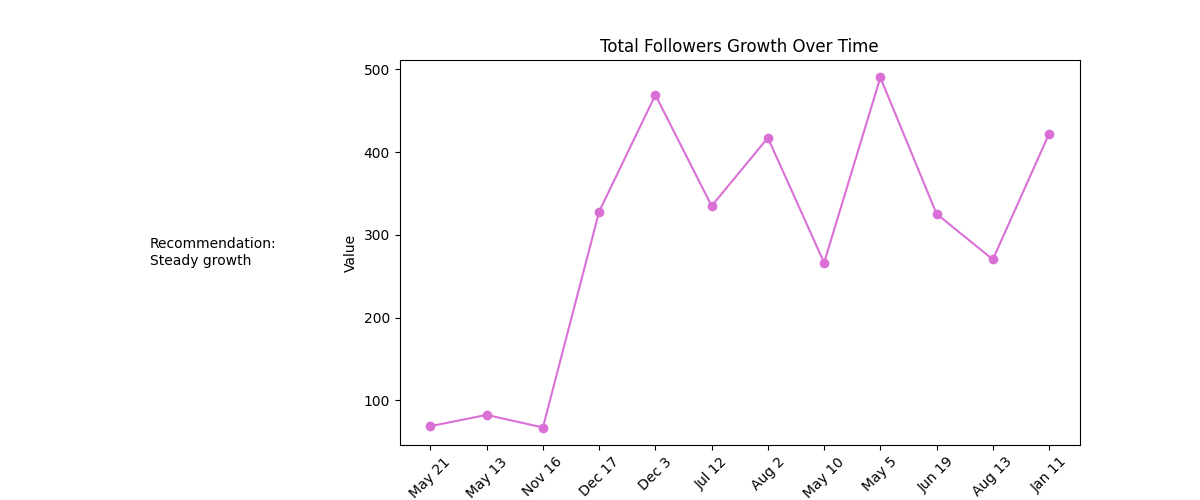 Total Followers Growth Over Time
Recommendation:
Steady growth
Value
500
400
300
200
100
May 21
May 13
Nov 16
Dec 17
Dec 3
Jul 12
Aug 2
May 10
May 5
Jun 19
Aug 13
Jan 11